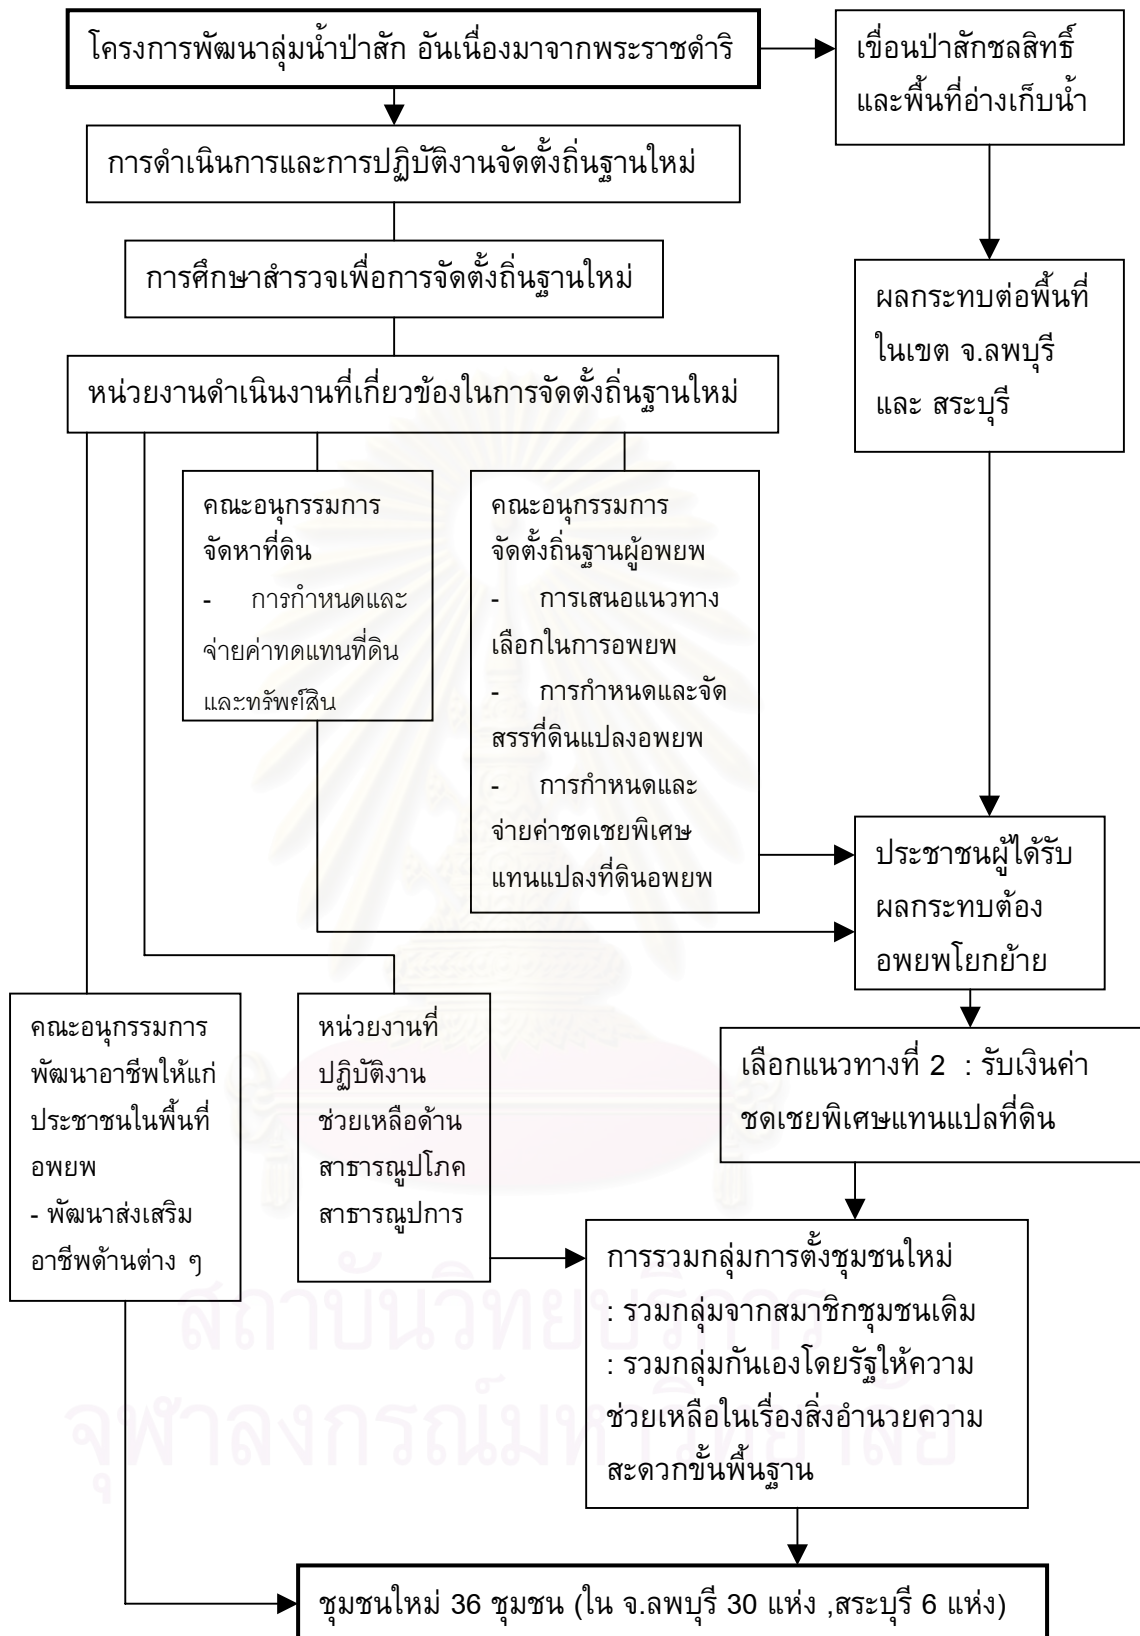 โครงการพัฒนาลุ่มน้ำป่าสัก อันเนื่องมาจากพระราชดำริ
เขื่อนป่าสักชลสิทธิ์
และพื้นที่อ่างเก็บน้ำ
การดำเนินการและการปฏิบัติงานจัดตั้งถิ่นฐานใหม่
การศึกษาสำรวจเพื่อการจัดตั้งถิ่นฐานใหม่
ผลกระทบต่อพื้นที่
ในเขต จ.ลพบุรี
และ สระบุรี
หน่วยงานดำเนินงานที่เกี่ยวข้องในการจัดตั้งถิ่นฐานใหม่
คณะอนุกรรมการ
จัดหาที่ดิน
- การกำหนดและ
จ่ายค่าทดแทนที่ดิน
และทรัพย์สิน
คณะอนุกรรมการ
จัดตั้งถิ่นฐานผู้อพยพ
- การเสนอแนวทาง
เลือกในการอพยพ
- การกำหนดและจัด
สรรที่ดินแปลงอพยพ
- การกำหนดและ
จ่ายค่าชดเชยพิเศษ
แทนแปลงที่ดินอพยพ
ประชาชนผู้ได้รับ
ผลกระทบต้อง
อพยพโยกย้าย
คณะอนุกรรมการ
พัฒนาอาชีพให้แก่
ประชาชนในพื้นที่
อพยพ
- พัฒนาส่งเสริม
อาชีพด้านต่าง ๆ
หน่วยงานที่
ปฏิบัติงาน
ช่วยเหลือด้าน
สาธารณูปโภค
สาธารณูปการ
เลือกแนวทางที่ 2 : รับเงินค่า
ชดเชยพิเศษแทนแปลที่ดิน
การรวมกลุ่มการตั้งชุมชนใหม่
: รวมกลุ่มจากสมาชิกชุมชนเดิม
: รวมกลุ่มกันเองโดยรัฐให้ความ
ช่วยเหลือในเรื่องสิ่งอำนวยความ
สะดวกขั้นพื้นฐาน
สถาบันวิทยบริการ
จุฬาลงกรณ์มหาวิทยาลัย
ชุมชนใหม่ 36 ชุมชน (ใน จ.ลพบุรี 30 แห่ง ,สระบุรี 6 แห่ง)